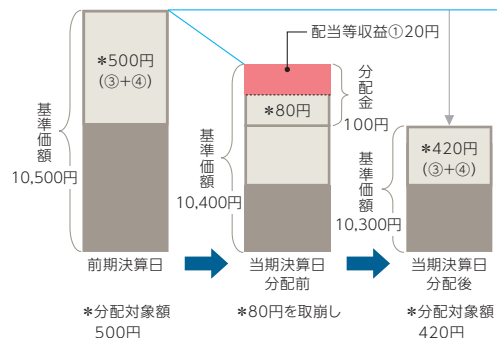 配当等収益①20円
＊500円
(③＋④)
分配金
100円
＊80円
基準価額
10,500円
基準価額
10,400円
＊420円
(③＋④)
基準価額
10,300円
前期決算日
当期決算日
分配前
当期決算日
分配後
＊分配対象額
500円
＊80円を取崩し
＊分配対象額
420円